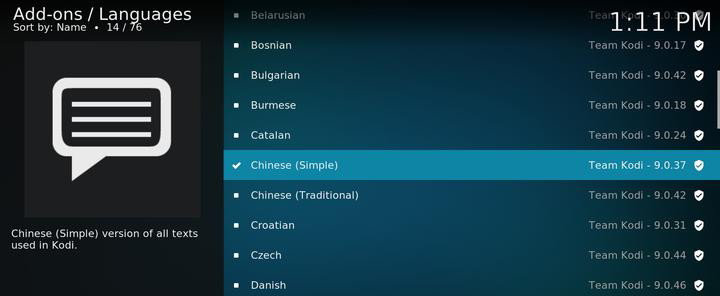 Add-ons / Languages
Sort by: Name • 14 / 76
1:11 PM
Belarusian
Bosnian Team Kodi - 9.0.17
Bulgarian Team Kodi - 9.0.42
Burmese Team Kodi - 9.0.18
Catalan Team Kodi - 9.0.24
Chinese (Simple) Team Kodi - 9.0.37
Chinese (Traditional) Team Kodi - 9.0.42
Croatian Team Kodi - 9.0.31
Czech Team Kodi - 9.0.44
Danish Team Kodi - 9.0.46
Chinese (Simple) version of all texts
used in Kodi.